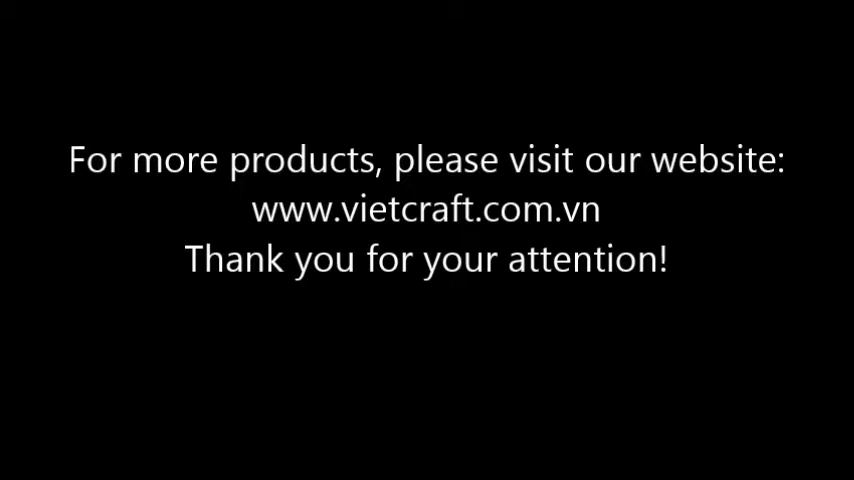 For more products, please visit our website:
www.vietcraft.com.vn
Thank you for your attention!